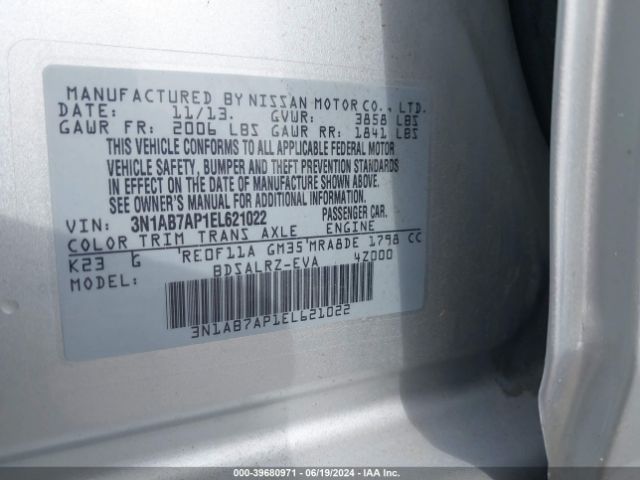 MANUFACTURED BY NISSAN MOTOR CO., LTD.
DATE: 11/13. GVWR: 3858 LBS
GAWR FR: 2006 LBS GAWR RR: 1841 LBS
THIS VEHICLE CONFORMS TO ALL APPLICABLE FEDERAL MOTOR
VEHICLE SAFETY, BUMPER AND THEFT PREVENTION STANDARDS
IN EFFECT ON THE DATE OF MANUFACTURE SHOWN ABOVE.
SEE OWNER'S MANUAL FOR ADDITIONAL INFORMATION.
VIN: 3N1AB7AP1EL621022 PASSENGER CAR.
COLOR TRIM TRANS AXLE ENGINE
K23 G 'RE0F11A GM35'MRA8DE 1798 CC
MODEL: BDSALRZ-EVA 4Z000
3N1AB7AP1EL621022
000-39680971 - 06/19/2024 - IAA Inc.